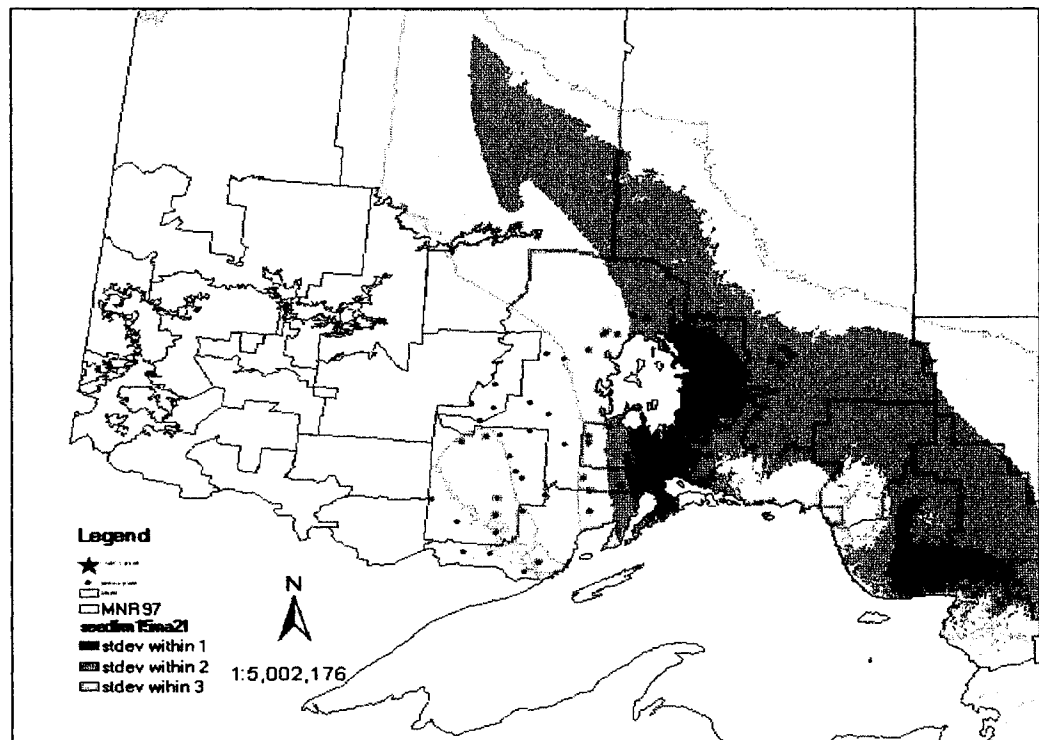 Legend
MNR 97
stdev within 1
stdev within 2
stdev wihin 3
N
1:5,002,176